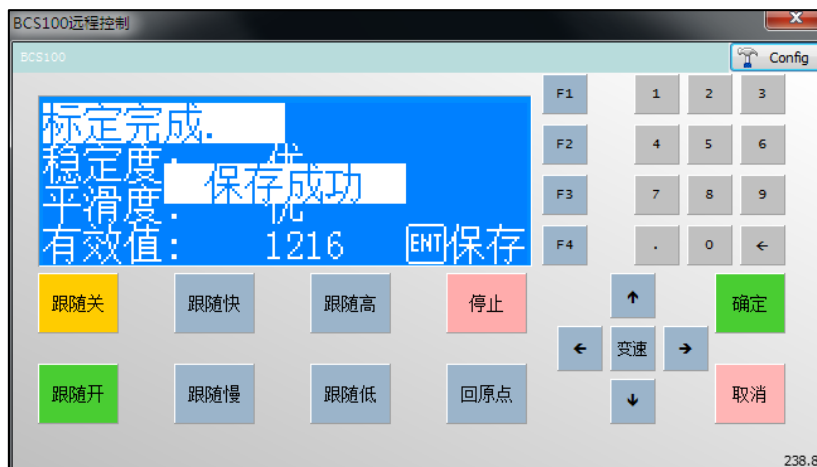 BCS100远程控制
BCS100
Config
标定完成.
稳定度: 优
保存成功
平滑度: 优
有效值: 1216 ENT保存
F1 1 2 3
F2 4 5 6
F3 7 8 9
F4 . 0 ←
跟随关 跟随快 跟随高 停止 ↑ 确定
← 变速 →
跟随开 跟随慢 跟随低 回原点 ↓ 取消
238.8